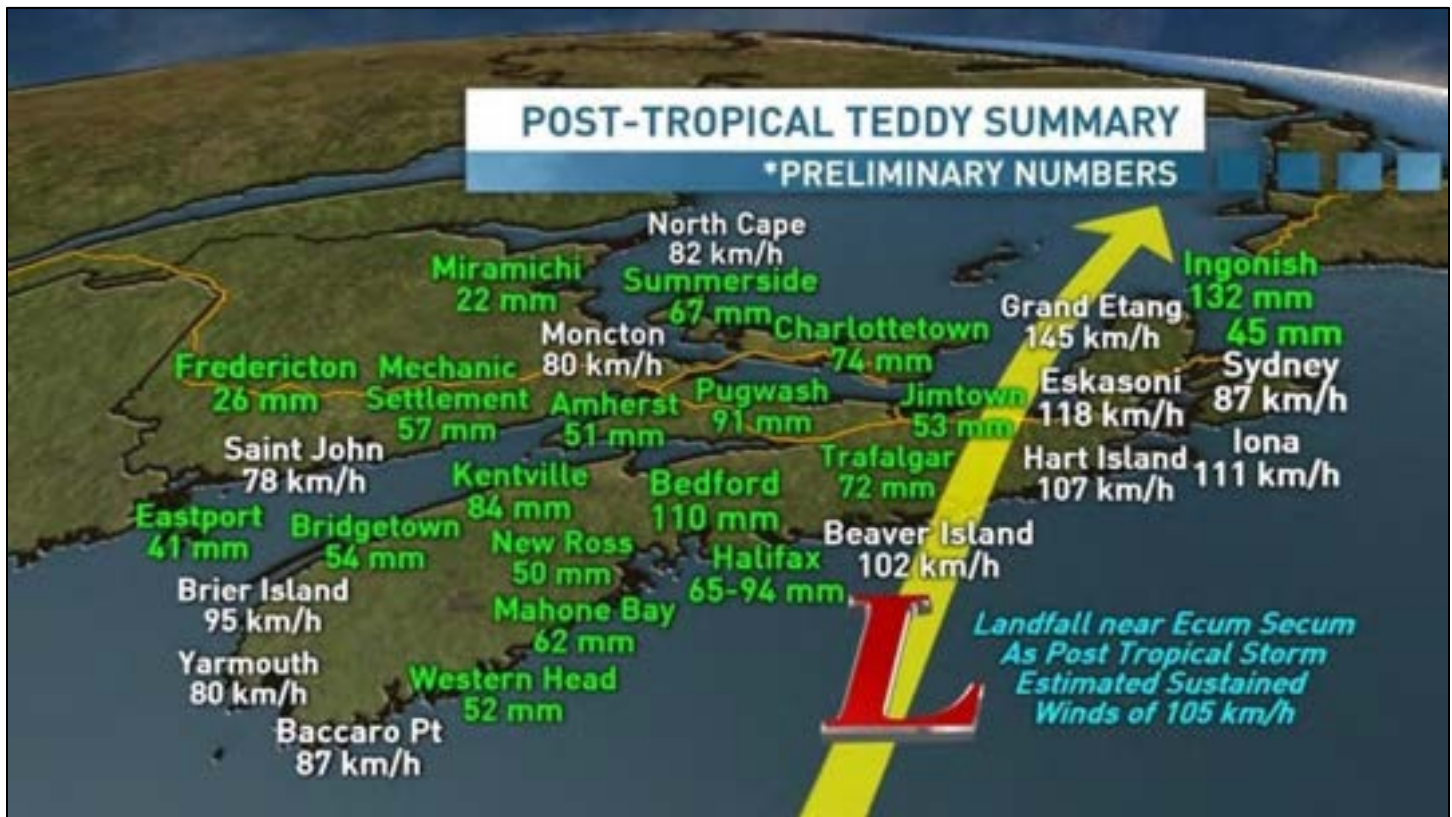 POST-TROPICAL TEDDY SUMMARY
*PRELIMINARY NUMBERS
North Cape
82 km/h
Miramichi
22 mm
Summerside
67 mm
Ingonish
132 mm
Grand Etang
145 km/h
45 mm
Sydney
87 km/h
Moncton
80 km/h
Charlottetown
74 mm
Fredericton
26 mm
Mechanic
Settlement
57 mm
Amherst
51 mm
Pugwash
91 mm
Jimtown
53 mm
Eskasoni
118 km/h
Saint John
78 km/h
Kentville
84 mm
Bedford
110 mm
Trafalgar
72 mm
Hart Island
107 km/h
Iona
111 km/h
Eastport
41 mm
Bridgetown
54 mm
New Ross
50 mm
Halifax
65-94 mm
Beaver Island
102 km/h
Brier Island
95 km/h
Mahone Bay
62 mm
Yarmouth
80 km/h
Western Head
52 mm
Baccaro Pt
87 km/h
L
Landfall near Ecum Secum
As Post Tropical Storm
Estimated Sustained
Winds of 105 km/h